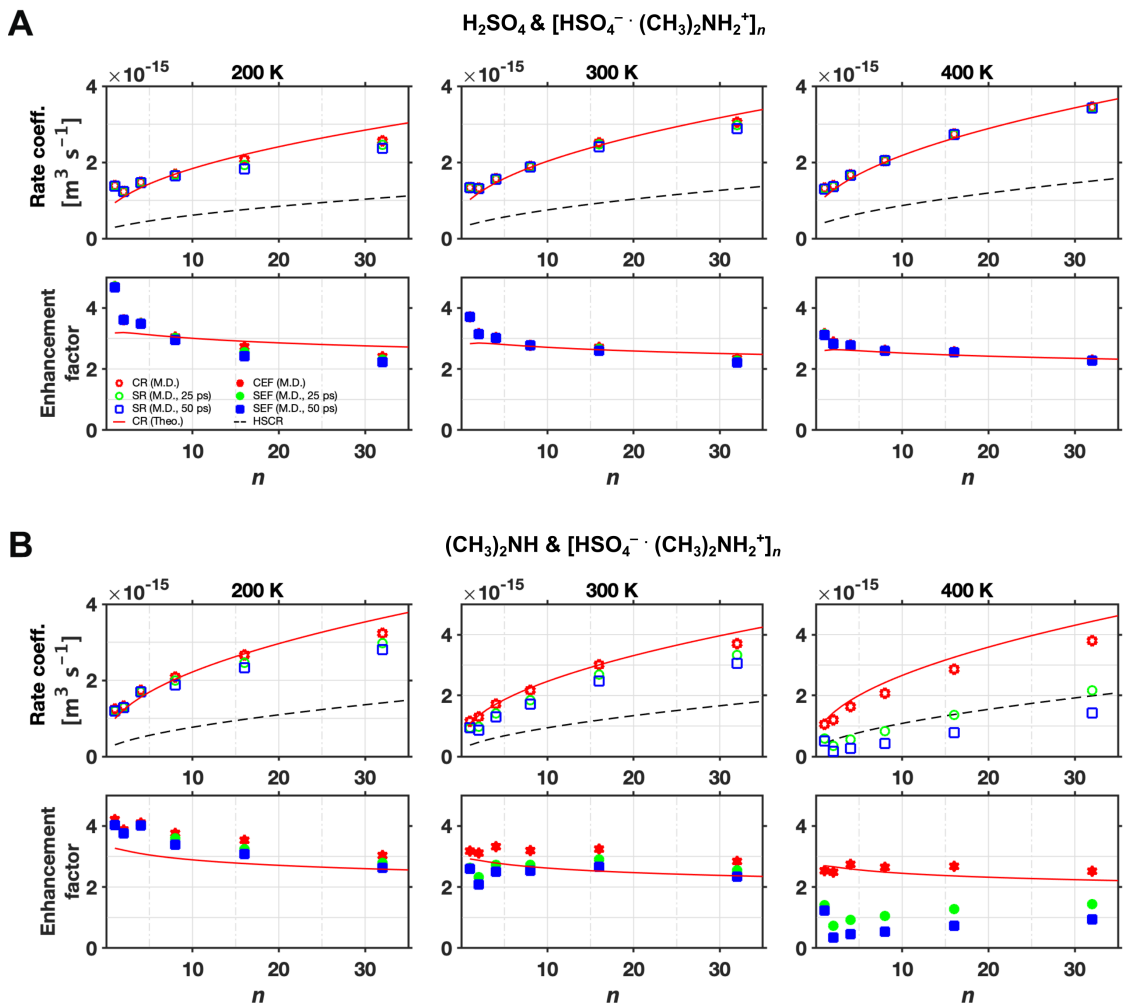 A
H₂SO₄ & [HSO₄⁻ · (CH₃)₂NH₂⁺]ₙ
×10⁻¹⁵ 200 K ×10⁻¹⁵ 300 K ×10⁻¹⁵ 400 K
Rate coeff.
[m³ s⁻¹]
4 4 4
2 2 2
0 0 0
10 20 30 10 20 30 10 20 30
Enhancement
factor
4 4 4
2 2 2
0 0 0
CR (M.D.) CEF (M.D.)
SR (M.D., 25 ps) SEF (M.D., 25 ps)
SR (M.D., 50 ps) SEF (M.D., 50 ps)
CR (Theo.) HSCR
10 20 30 10 20 30 10 20 30
n n n
B
(CH₃)₂NH & [HSO₄⁻ · (CH₃)₂NH₂⁺]ₙ
×10⁻¹⁵ 200 K ×10⁻¹⁵ 300 K ×10⁻¹⁵ 400 K
Rate coeff.
[m³ s⁻¹]
4 4 4
2 2 2
0 0 0
10 20 30 10 20 30 10 20 30
Enhancement
factor
4 4 4
2 2 2
0 0 0
10 20 30 10 20 30 10 20 30
n n n